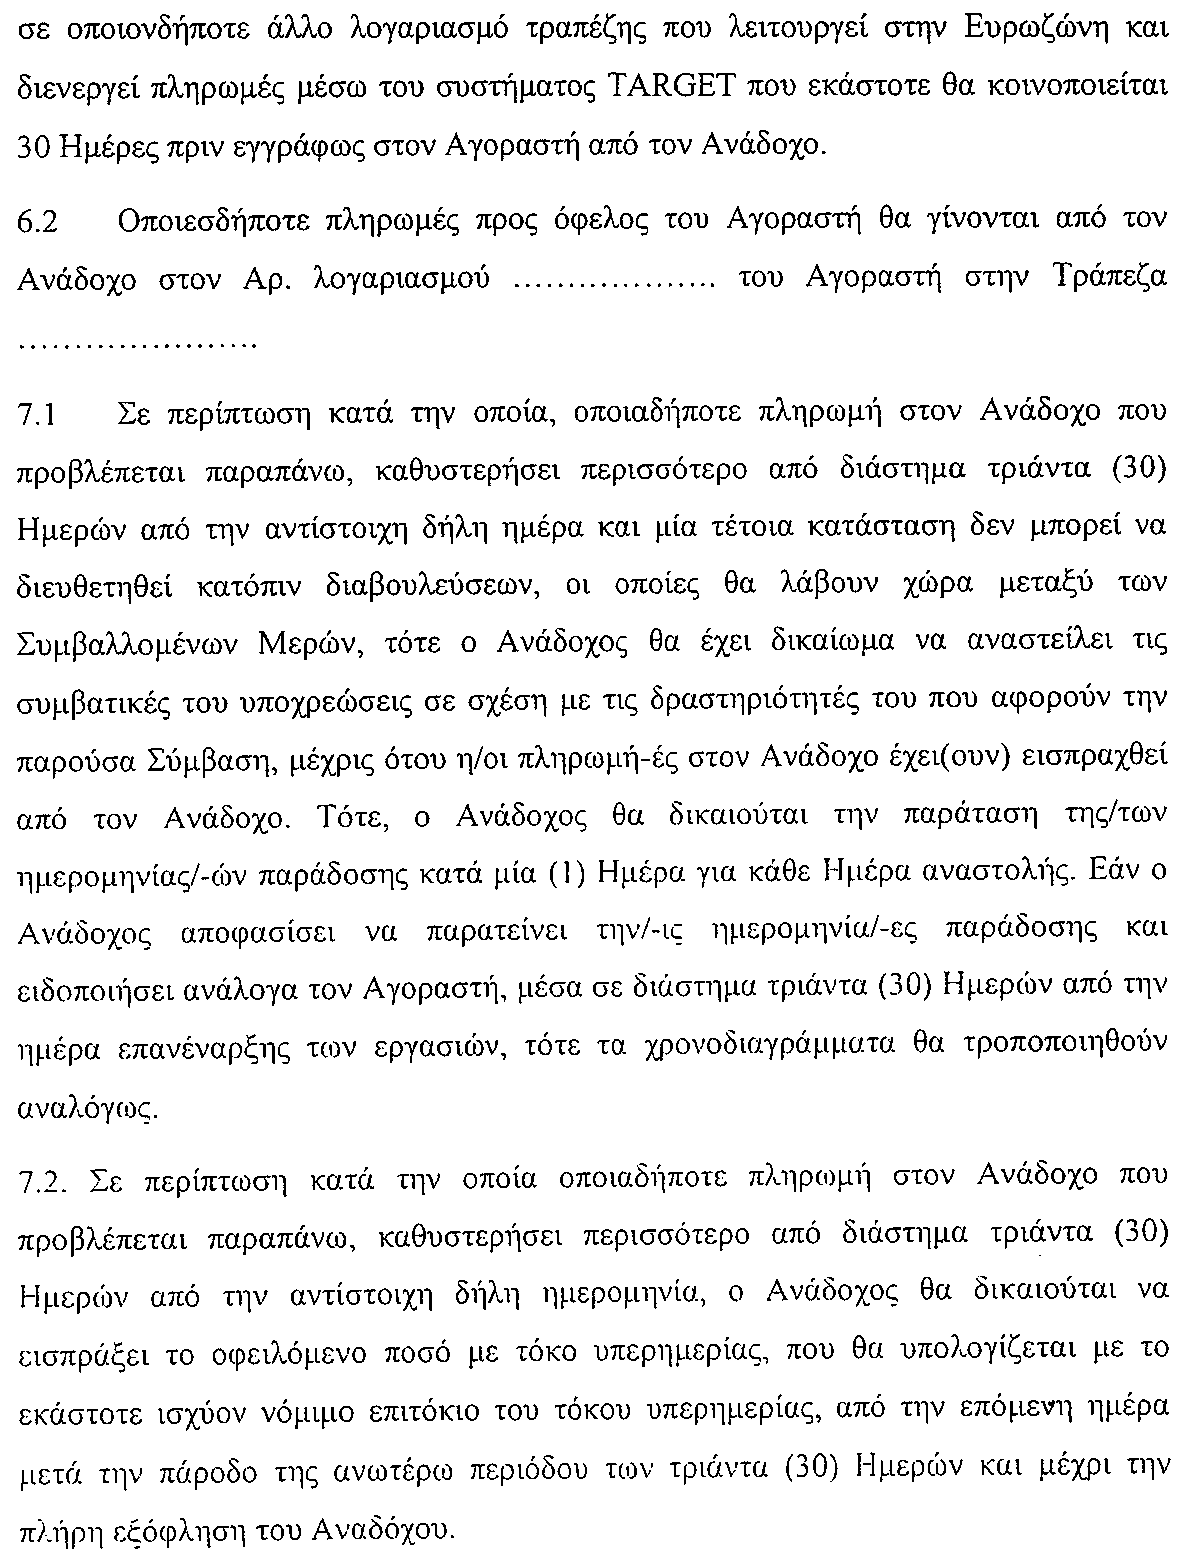 σε οποιονδήποτε άλλο λογαριασμό τραπέζης που λειτουργεί στην Ευρωζώνη και
διενεργεί πληρωμές μέσω του συστήματος TARGET που εκάστοτε θα κοινοποιείται
30 Ημέρες πριν εγγράφως στον Αγοραστή από τον Ανάδοχο.
6.2 Οποιεσδήποτε πληρωμές προς όφελος του Αγοραστή θα γίνονται από τον
Ανάδοχο στον Αρ. λογαριασμού ................... του Αγοραστή στην Τράπεζα
......................
7.1 Σε περίπτωση κατά την οποία, οποιαδήποτε πληρωμή στον Ανάδοχο που
προβλέπεται παραπάνω, καθυστερήσει περισσότερο από διάστημα τριάντα (30)
Ημερών από την αντίστοιχη δήλη ημέρα και μία τέτοια κατάσταση δεν μπορεί να
διευθετηθεί κατόπιν διαβουλεύσεων, οι οποίες θα λάβουν χώρα μεταξύ των
Συμβαλλομένων Μερών, τότε ο Ανάδοχος θα έχει δικαίωμα να αναστείλει τις
συμβατικές του υποχρεώσεις σε σχέση με τις δραστηριότητές του που αφορούν την
παρούσα Σύμβαση, μέχρις ότου η/οι πληρωμή-ές στον Ανάδοχο έχει(ουν) εισπραχθεί
από τον Ανάδοχο. Τότε, ο Ανάδοχος θα δικαιούται την παράταση της/των
ημερομηνίας/-ών παράδοσης κατά μία (1) Ημέρα για κάθε Ημέρα αναστολής. Εάν ο
Ανάδοχος αποφασίσει να παρατείνει την/-ις ημερομηνία/-ες παράδοσης και
ειδοποιήσει ανάλογα τον Αγοραστή, μέσα σε διάστημα τριάντα (30) Ημερών από την
ημέρα επανέναρξης των εργασιών, τότε τα χρονοδιαγράμματα θα τροποποιηθούν
αναλόγως.
7.2. Σε περίπτωση κατά την οποία οποιαδήποτε πληρωμή στον Ανάδοχο που
προβλέπεται παραπάνω, καθυστερήσει περισσότερο από διάστημα τριάντα (30)
Ημερών από την αντίστοιχη δήλη ημερομηνία, ο Ανάδοχος θα δικαιούται να
εισπράξει το οφειλόμενο ποσό με τόκο υπερημερίας, που θα υπολογίζεται με το
εκάστοτε ισχύον νόμιμο επιτόκιο του τόκου υπερημερίας, από την επόμενη ημέρα
μετά την πάροδο της ανωτέρω περιόδου των τριάντα (30) Ημερών και μέχρι την
πλήρη εξόφληση του Αναδόχου.